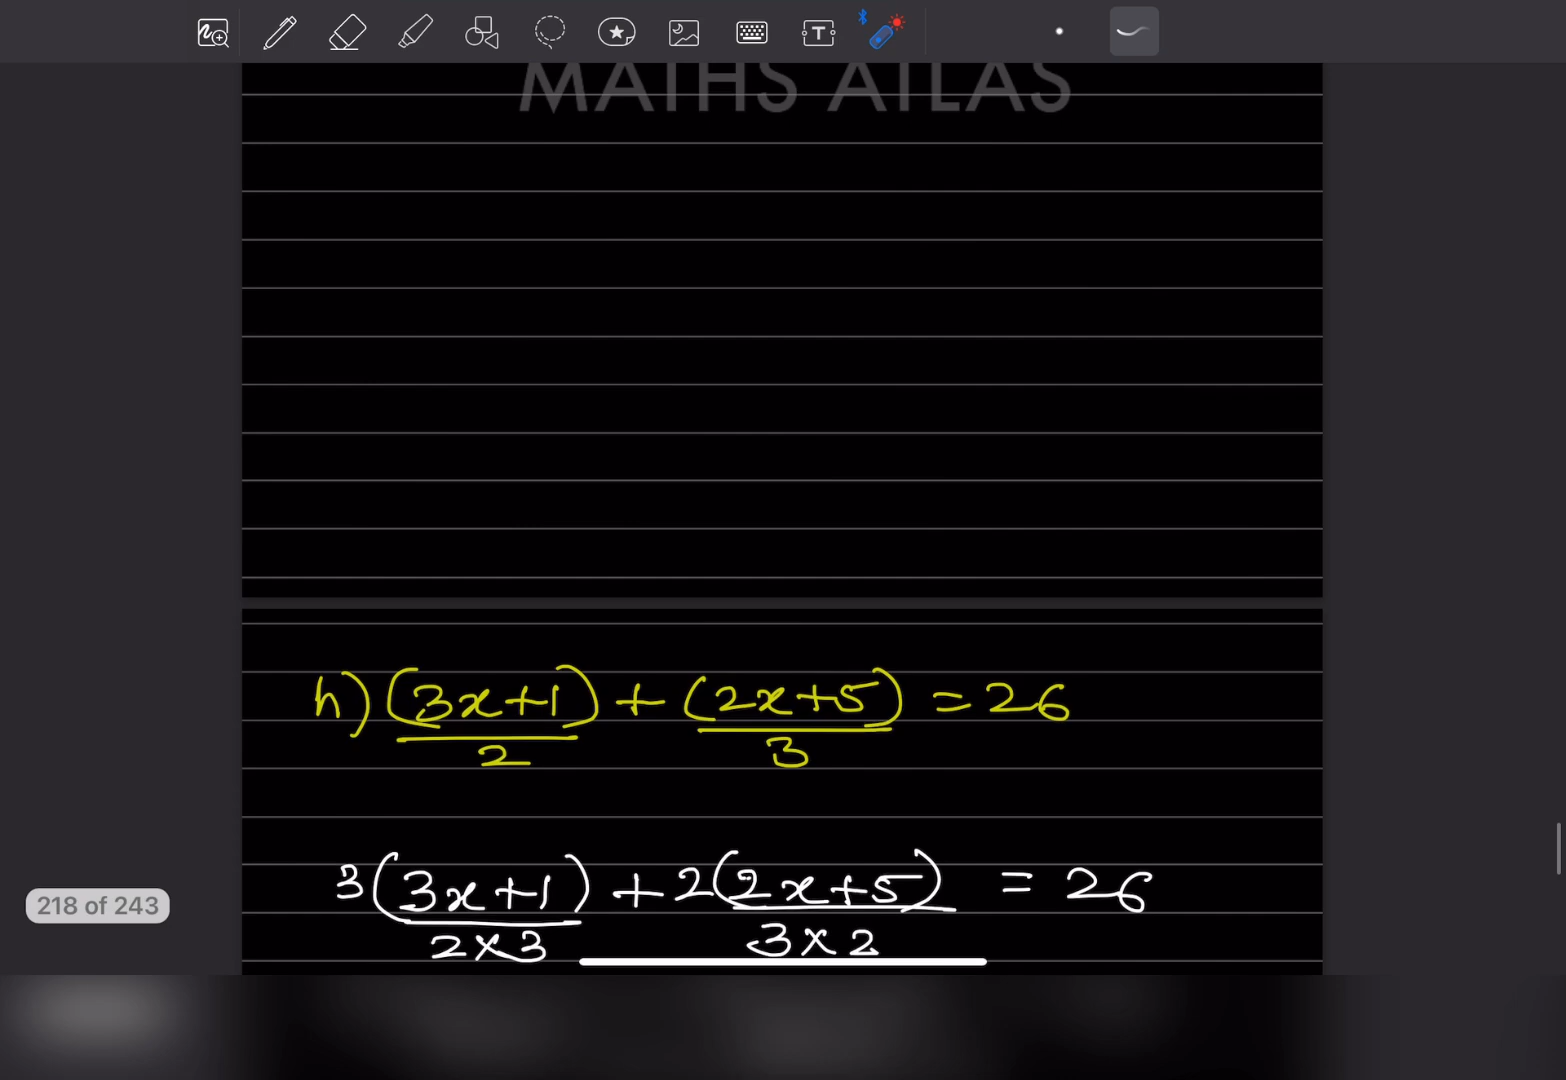 MATHS ATLAS
h) (3x+1)/2 + (2x+5)/3 = 26
3(3x+1)/2×3 + 2(2x+5)/3×2 = 26
218 of 243